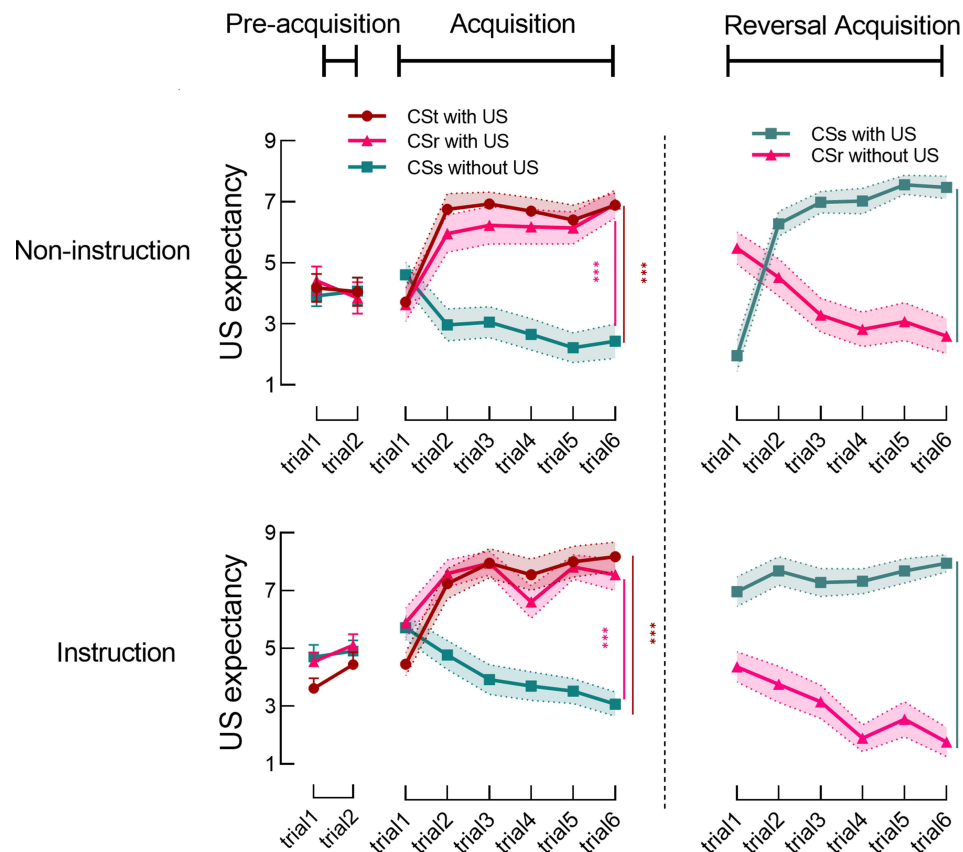 Pre-acquisition Acquisition Reversal Acquisition
Non-instruction
US expectancy
9
7
5
3
1
CSt with US
CSr with US
CSs without US
***
***
CSs with US
CSr without US
trial1 trial2
trial1 trial2 trial3 trial4 trial5 trial6
trial1 trial2 trial3 trial4 trial5 trial6
Instruction
US expectancy
9
7
5
3
1
***
***
trial1 trial2
trial1 trial2 trial3 trial4 trial5 trial6
trial1 trial2 trial3 trial4 trial5 trial6